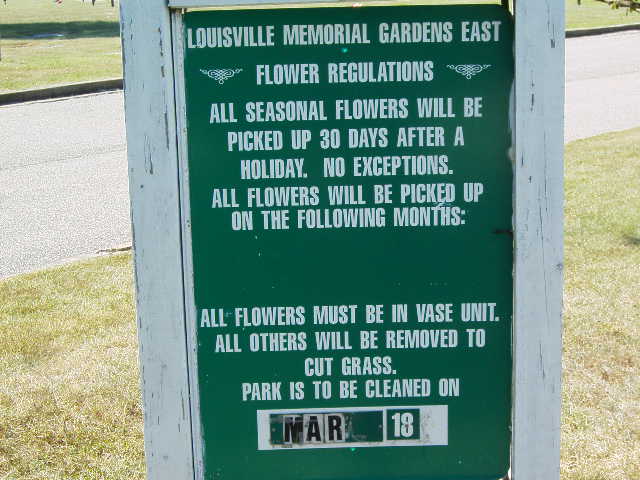 LOUISVILLE MEMORIAL GARDENS EAST
FLOWER REGULATIONS
ALL SEASONAL FLOWERS WILL BE
PICKED UP 30 DAYS AFTER A
HOLIDAY. NO EXCEPTIONS.
ALL FLOWERS WILL BE PICKED UP
ON THE FOLLOWING MONTHS:
ALL FLOWERS MUST BE IN VASE UNIT.
ALL OTHERS WILL BE REMOVED TO
CUT GRASS.
PARK IS TO BE CLEANED ON
MAR 18